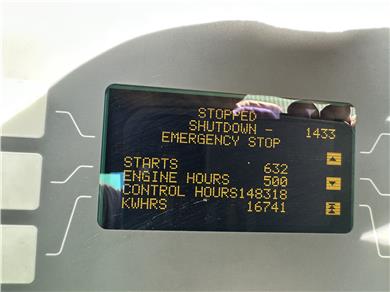 STOPPED
SHUTDOWN - 1433
EMERGENCY STOP
STARTS 632
ENGINE HOURS 500
CONTROL HOURS148318
KWHRS 16741